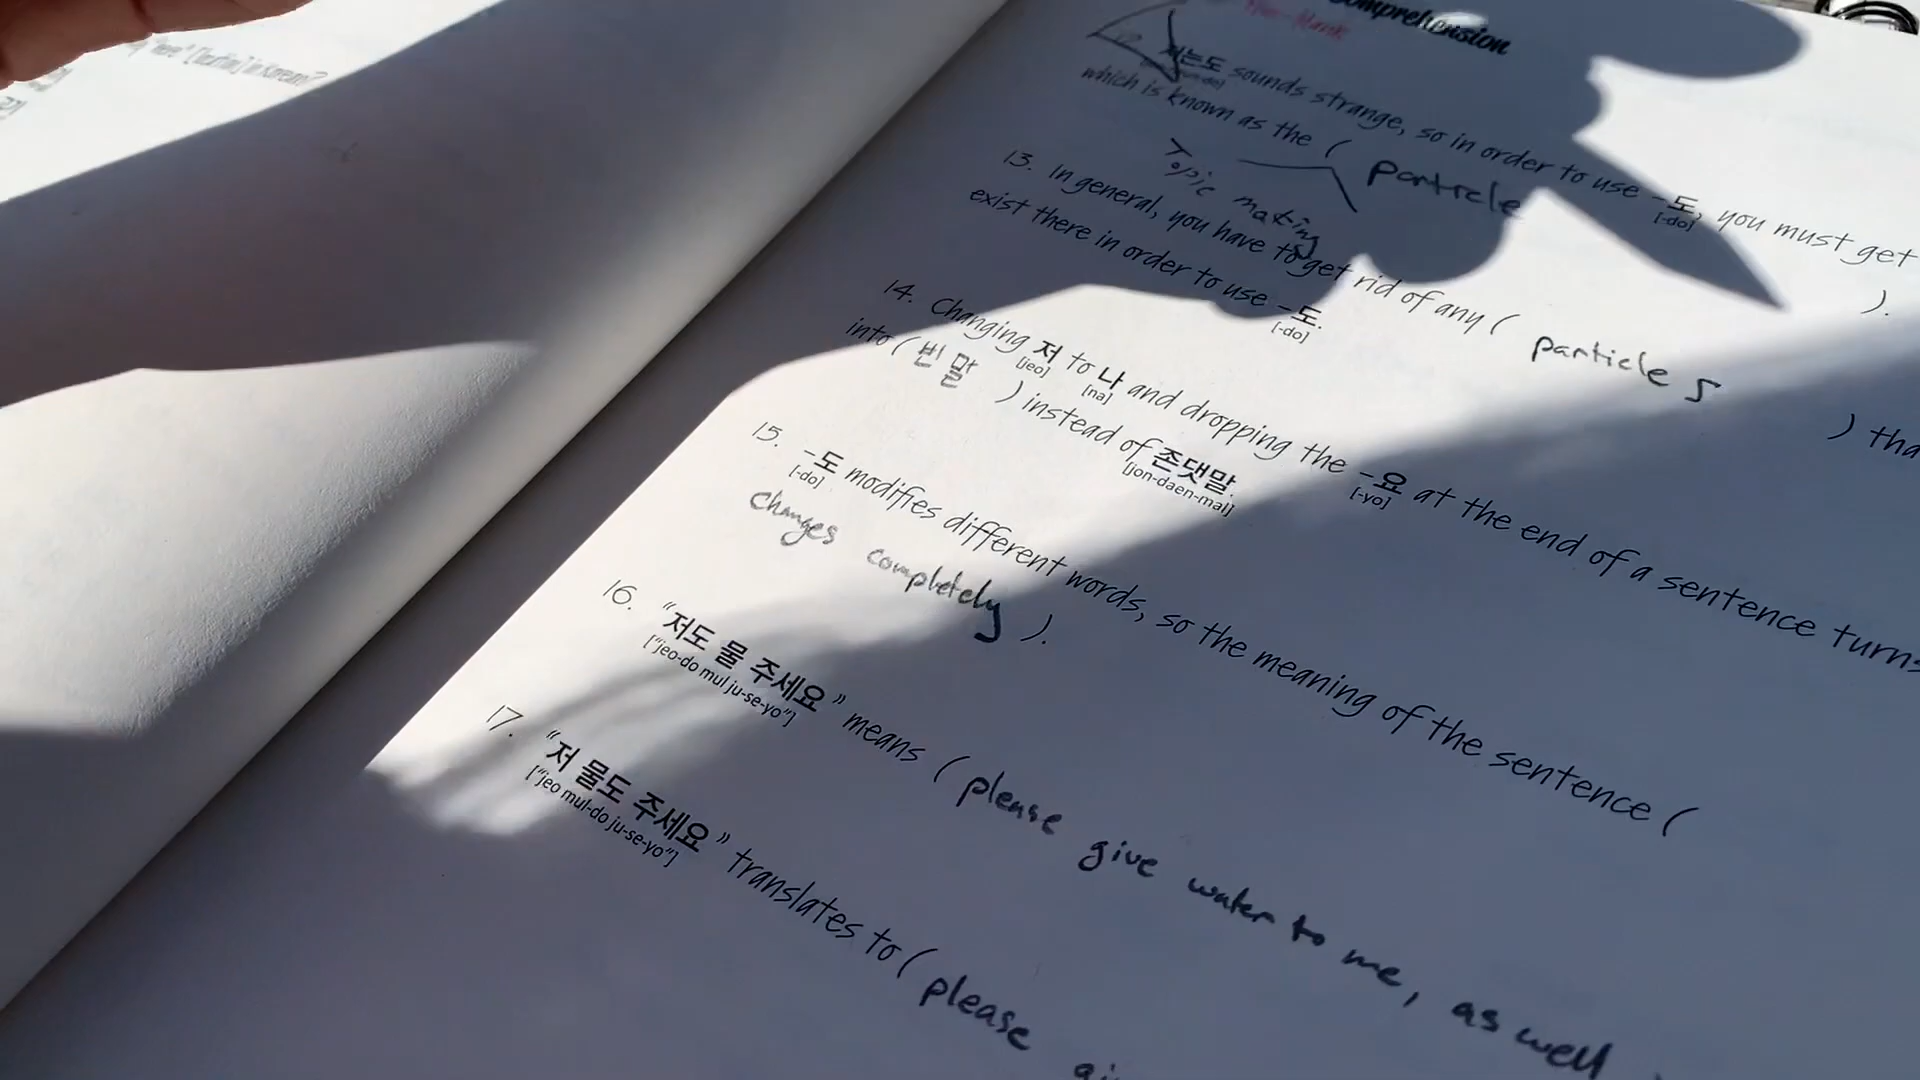 Comprehension
저는도 sounds strange, so in order to use -도, you must get
[-do]
which is known as the ( particle ).
Topic making
13. In general, you have to get rid of any ( particles ) tha
exist there in order to use -도.
[-do]
14. Changing 저 to 나 and dropping the -요 at the end of a sentence turns
[jeo] [na] [-yo]
into ( 빈말 ) instead of 존댓말.
[jon-daen-mal]
15. -도 modifies different words, so the meaning of the sentence (
[-do]
changes completely ).
16. "저도 물 주세요" means ( please give water to me, as well
["jeo-do mul ju-se-yo"]
17. "저 물도 주세요" translates to ( please
["jeo mul-do ju-se-yo"]